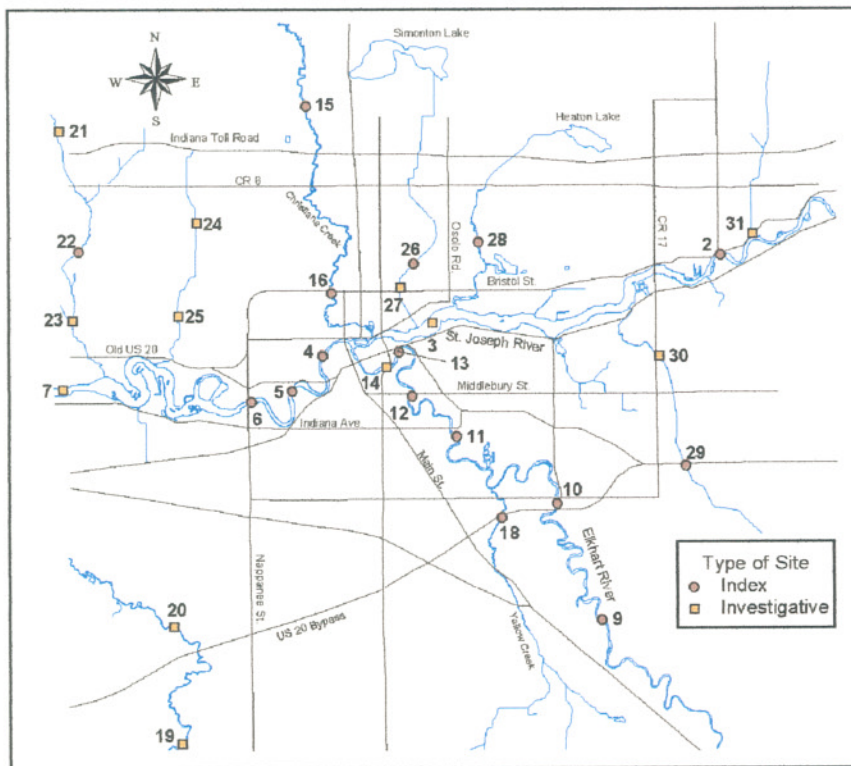 Simonton Lake
N
W E
S
15
Heaton Lake
21
Indiana Toll Road
CR 6
24
Christiana Creek
Osolo Rd.
CR 17
31
22
26
28
2
Bristol St.
16
27
23
25
St. Joseph River
Old US 20
4
3
13
30
14
7
5
12
Middlebury St.
6
Indiana Ave.
11
Main St.
29
10
18
Elkhart River
Type of Site
Index
Investigative
Nappanee St.
20
US 20 Bypass
9
Yellow Creek
19